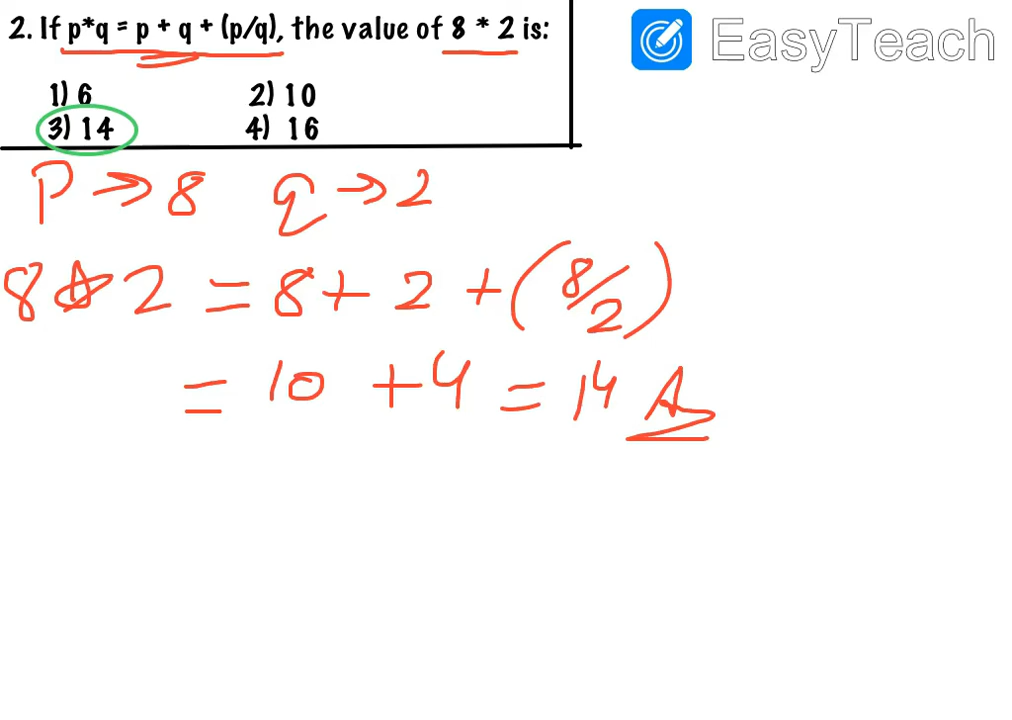 2. If p*q = p + q + (p/q), the value of 8 * 2 is:
EasyTeach
1) 6 2) 10
3) 14 4) 16
P → 8 q → 2
8 * 2 = 8 + 2 + (8/2)
= 10 + 4 = 14 A